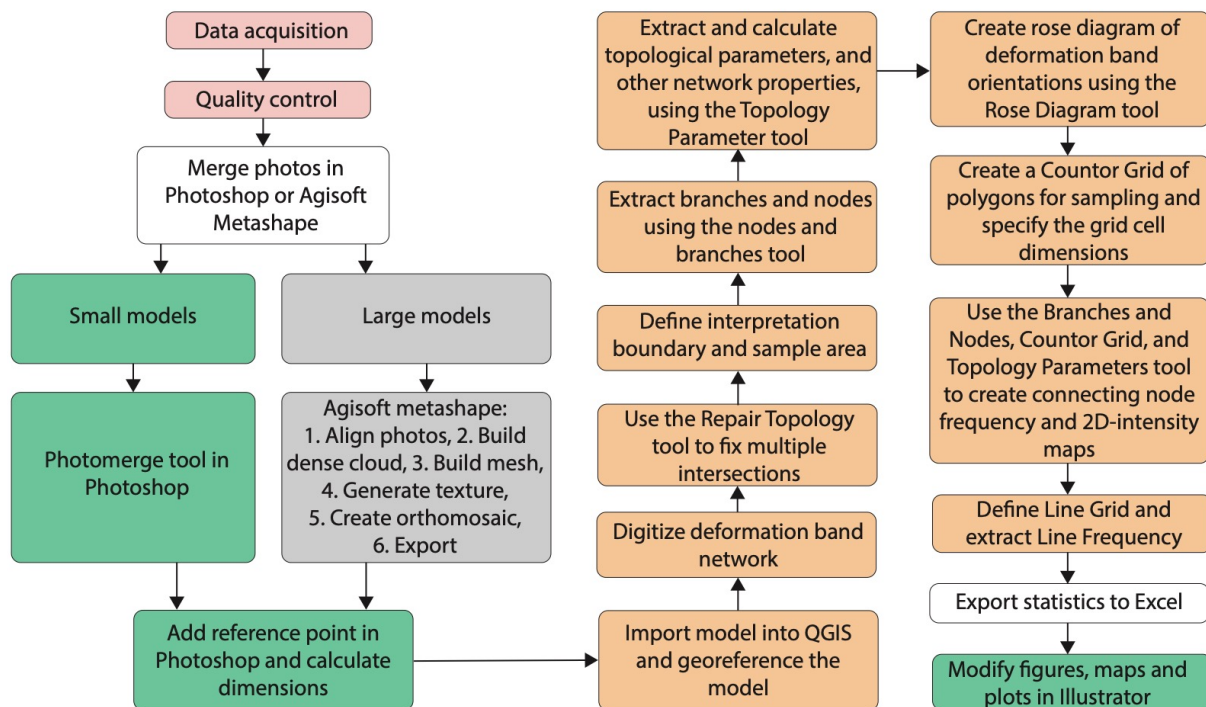 Data acquisition
Quality control
Merge photos in
Photoshop or Agisoft
Metashape
Small models
Large models
Photomerge tool in
Photoshop
Agisoft metashape:
1. Align photos, 2. Build
dense cloud, 3. Build mesh,
4. Generate texture,
5. Create orthomosaic,
6. Export
Add reference point in
Photoshop and calculate
dimensions
Import model into QGIS
and georeference the
model
Digitize deformation band
network
Use the Repair Topology
tool to fix multiple
intersections
Define interpretation
boundary and sample area
Extract branches and nodes
using the nodes and
branches tool
Extract and calculate
topological parameters, and
other network properties,
using the Topology
Parameter tool
Create rose diagram of
deformation band
orientations using the
Rose Diagram tool
Create a Countor Grid of
polygons for sampling and
specify the grid cell
dimensions
Use the Branches and
Nodes, Countor Grid, and
Topology Parameters tool
to create connecting node
frequency and 2D-intensity
maps
Define Line Grid and
extract Line Frequency
Export statistics to Excel
Modify figures, maps and
plots in Illustrator